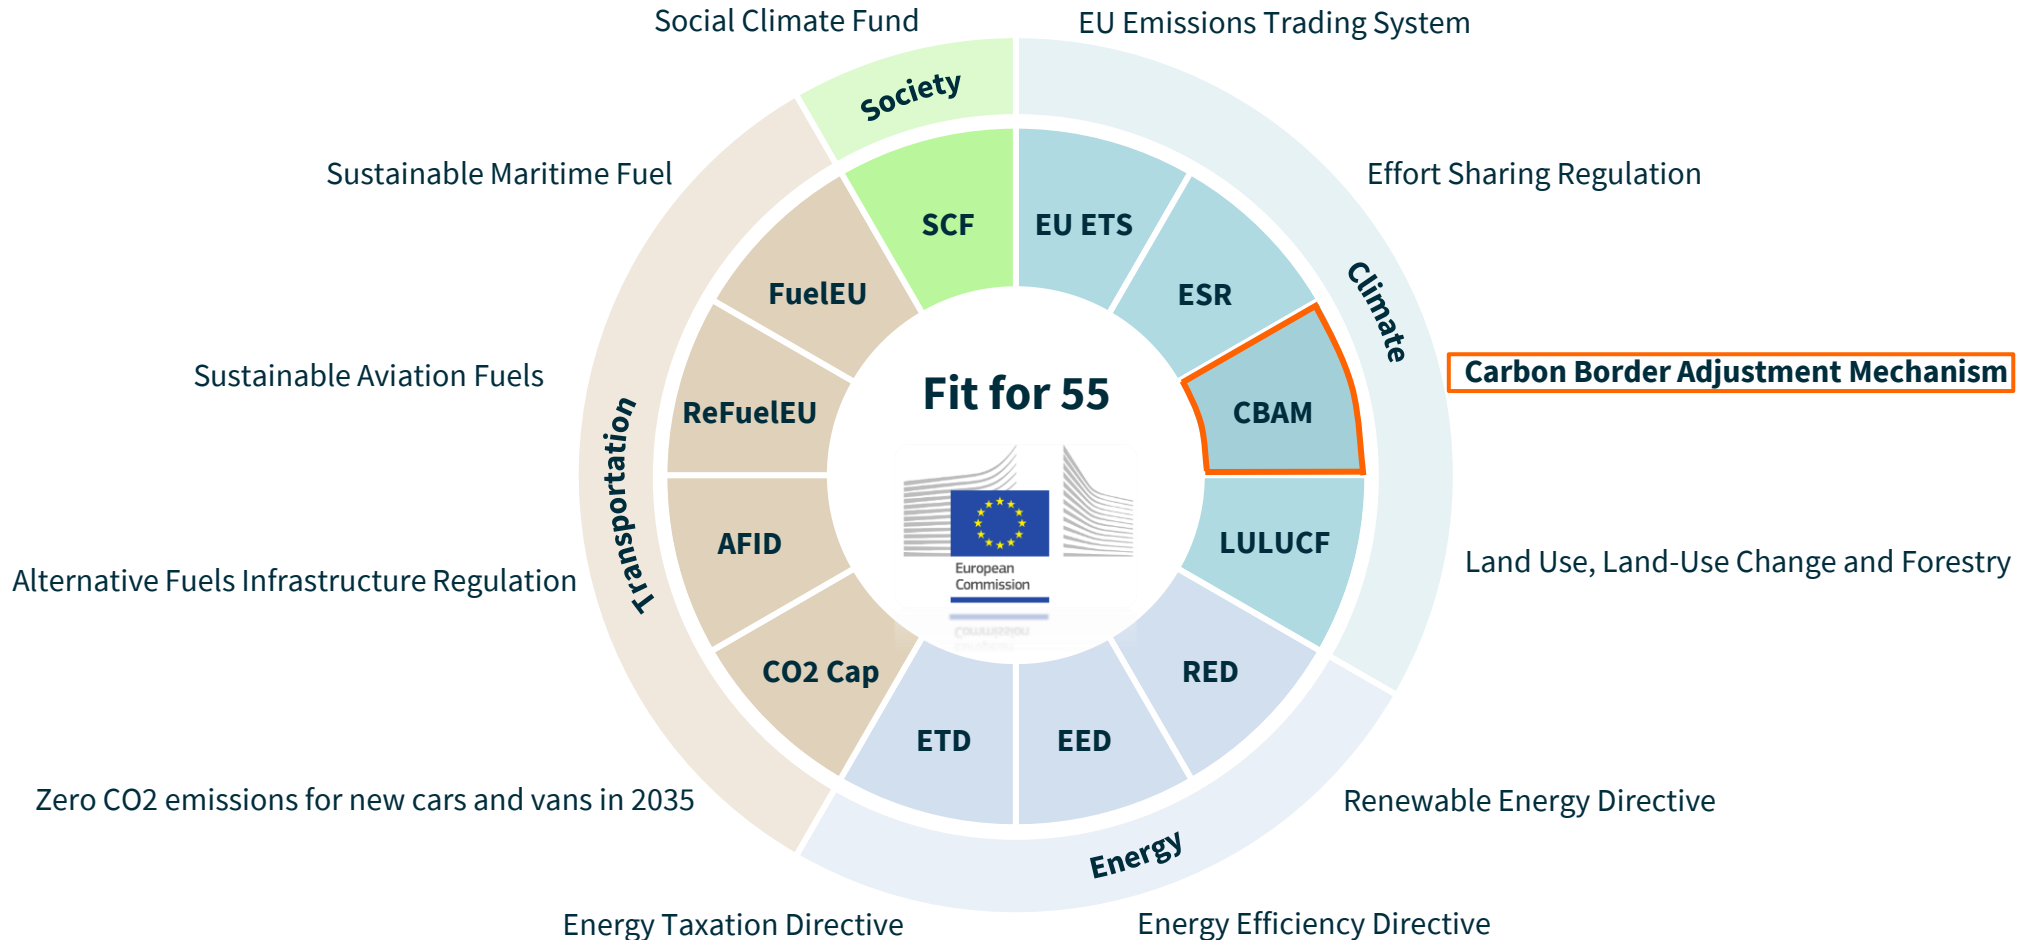 Social Climate Fund
EU Emissions Trading System
Society
Sustainable Maritime Fuel
Effort Sharing Regulation
SCF
EU ETS
FuelEU
ESR
Climate
Carbon Border Adjustment Mechanism
Sustainable Aviation Fuels
Fit for 55
ReFuelEU
CBAM
Transportation
AFID
LULUCF
European
Commission
Land Use, Land-Use Change and Forestry
Alternative Fuels Infrastructure Regulation
Commission
European
CO2 Cap
RED
ETD
EED
Zero CO2 emissions for new cars and vans in 2035
Renewable Energy Directive
Energy
Energy Taxation Directive
Energy Efficiency Directive